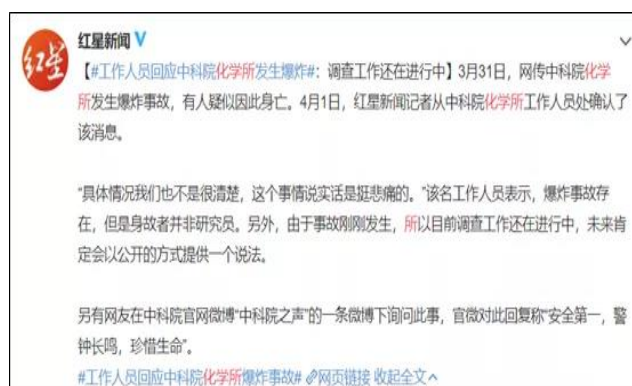 红星
红星新闻
【#工作人员回应中科院化学所发生爆炸#：调查工作还在进行中】3月31日，网传中科院化学
所发生爆炸事故，有人疑似因此身亡。4月1日，红星新闻记者从中科院化学所工作人员处确认了
该消息。
“具体情况我们也不是很清楚，这个事情说实话是挺悲痛的。”该名工作人员表示，爆炸事故存
在，但是身故者并非研究员。另外，由于事故刚刚发生，所以目前调查工作还在进行中，未来肯
定会以公开的方式提供一个说法。
另有网友在中科院官网微博“中科院之声”的一条微博下询问此事，官微对此回复称“安全第一，警
钟长鸣，珍惜生命”。
#工作人员回应中科院化学所爆炸事故# 网页链接 收起全文